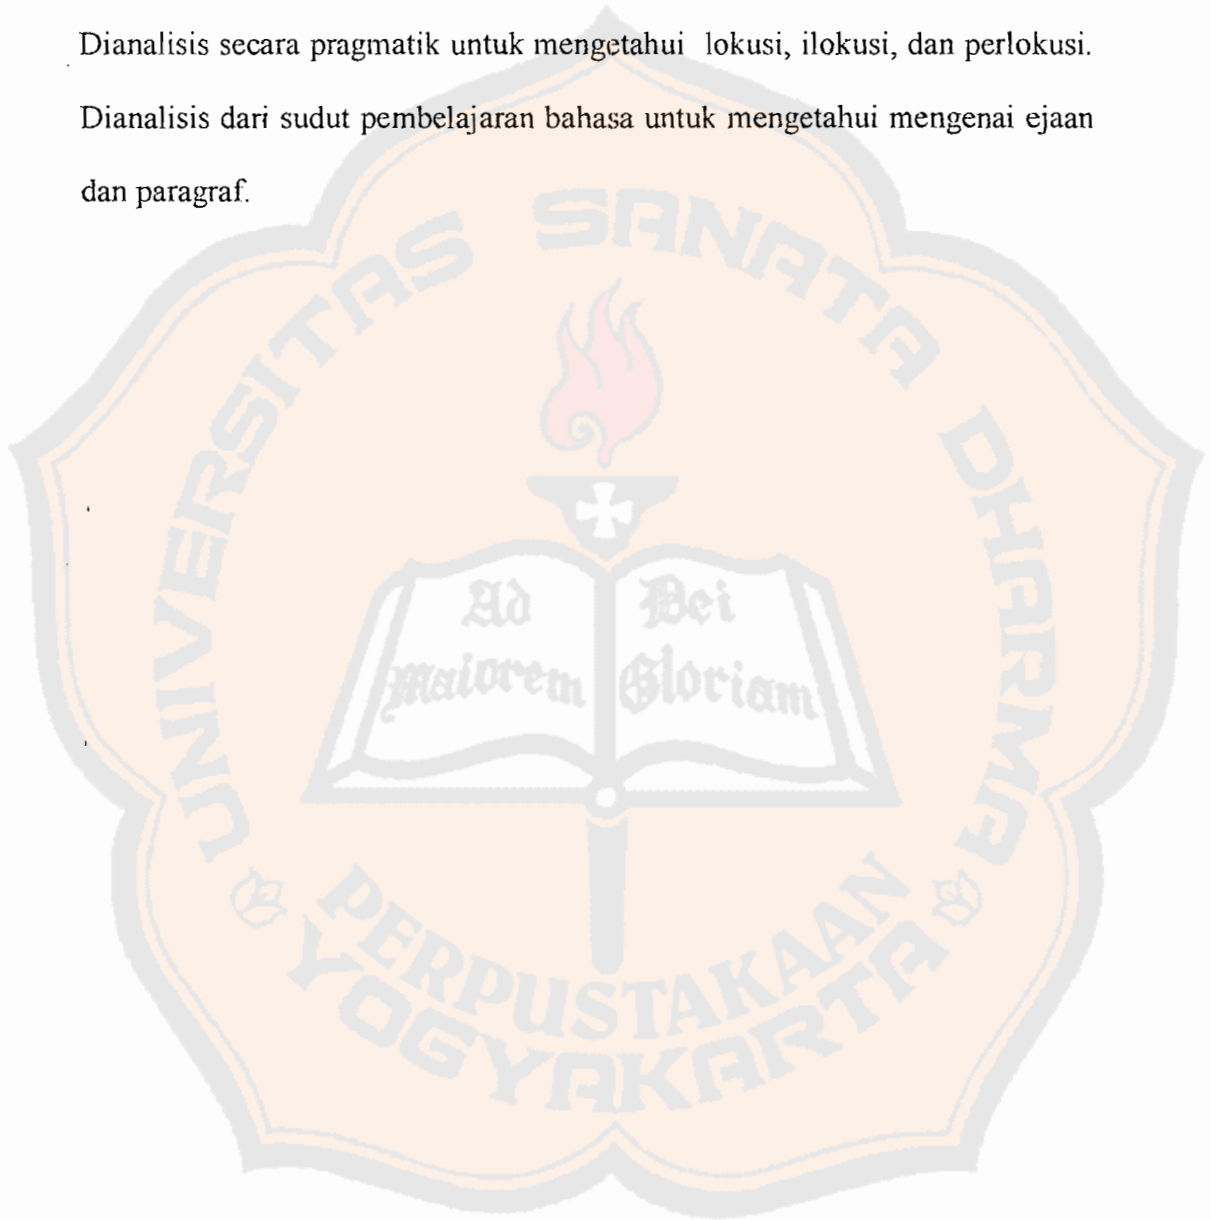 Dianalisis secara pragmatik untuk mengetahui lokusi, ilokusi, dan perlokusi.
Dianalisis dari sudut pembelajaran bahasa untuk mengetahui mengenai ejaan
dan paragraf.
UNIVERSITAS SANATA DHARMA
Ad Maiorem
Dei Gloriam
PERPUSTAKAAN
YOGYAKARTA